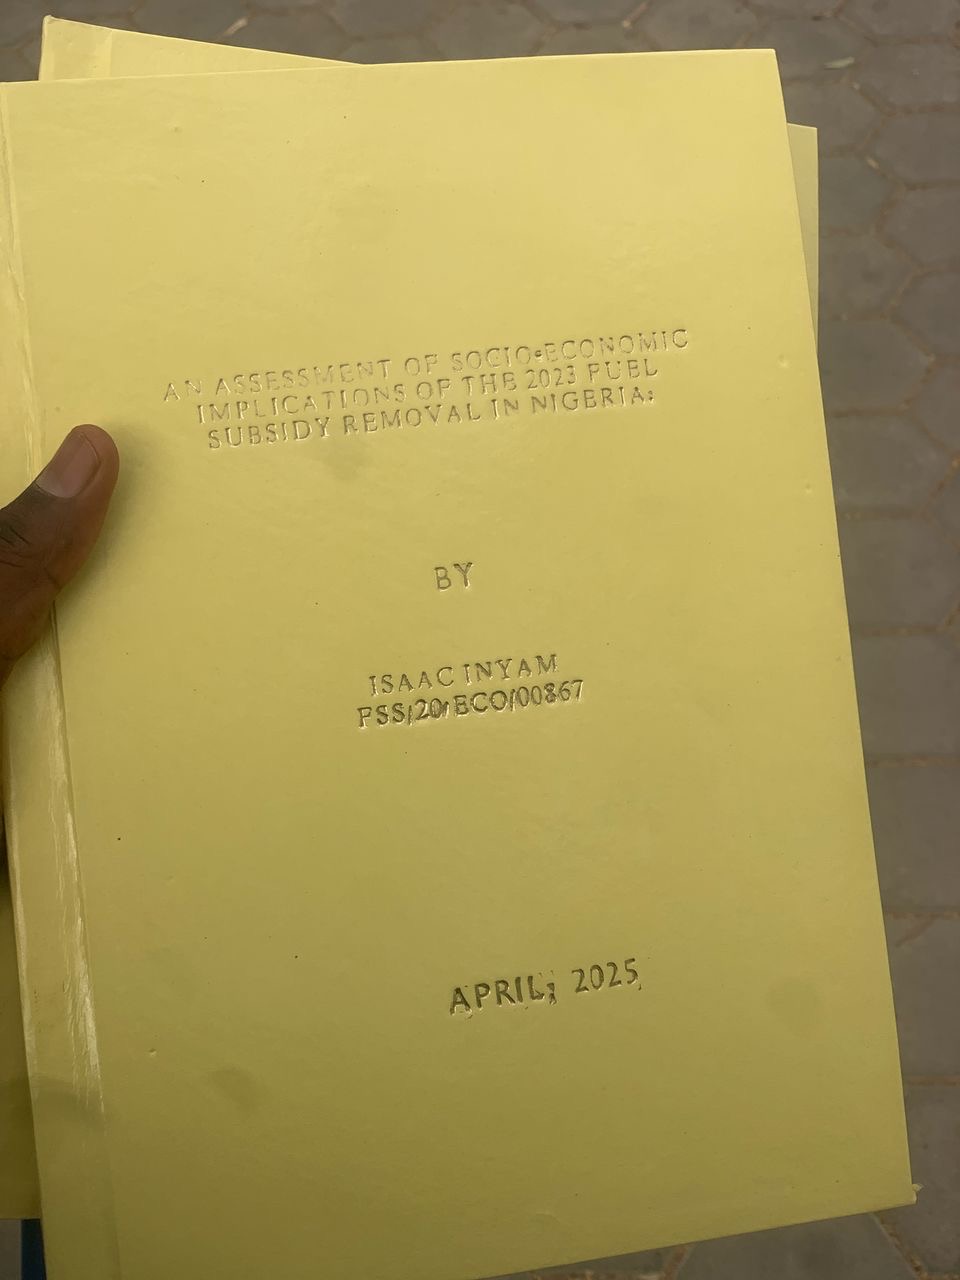 AN ASSESSMENT OF SOCIO-ECONOMIC
IMPLICATIONS OF THE 2023 FUEL
SUBSIDY REMOVAL IN NIGERIA:
BY
ISAAC INYAM
FSS/20/ECO/00867
APRIL; 2025